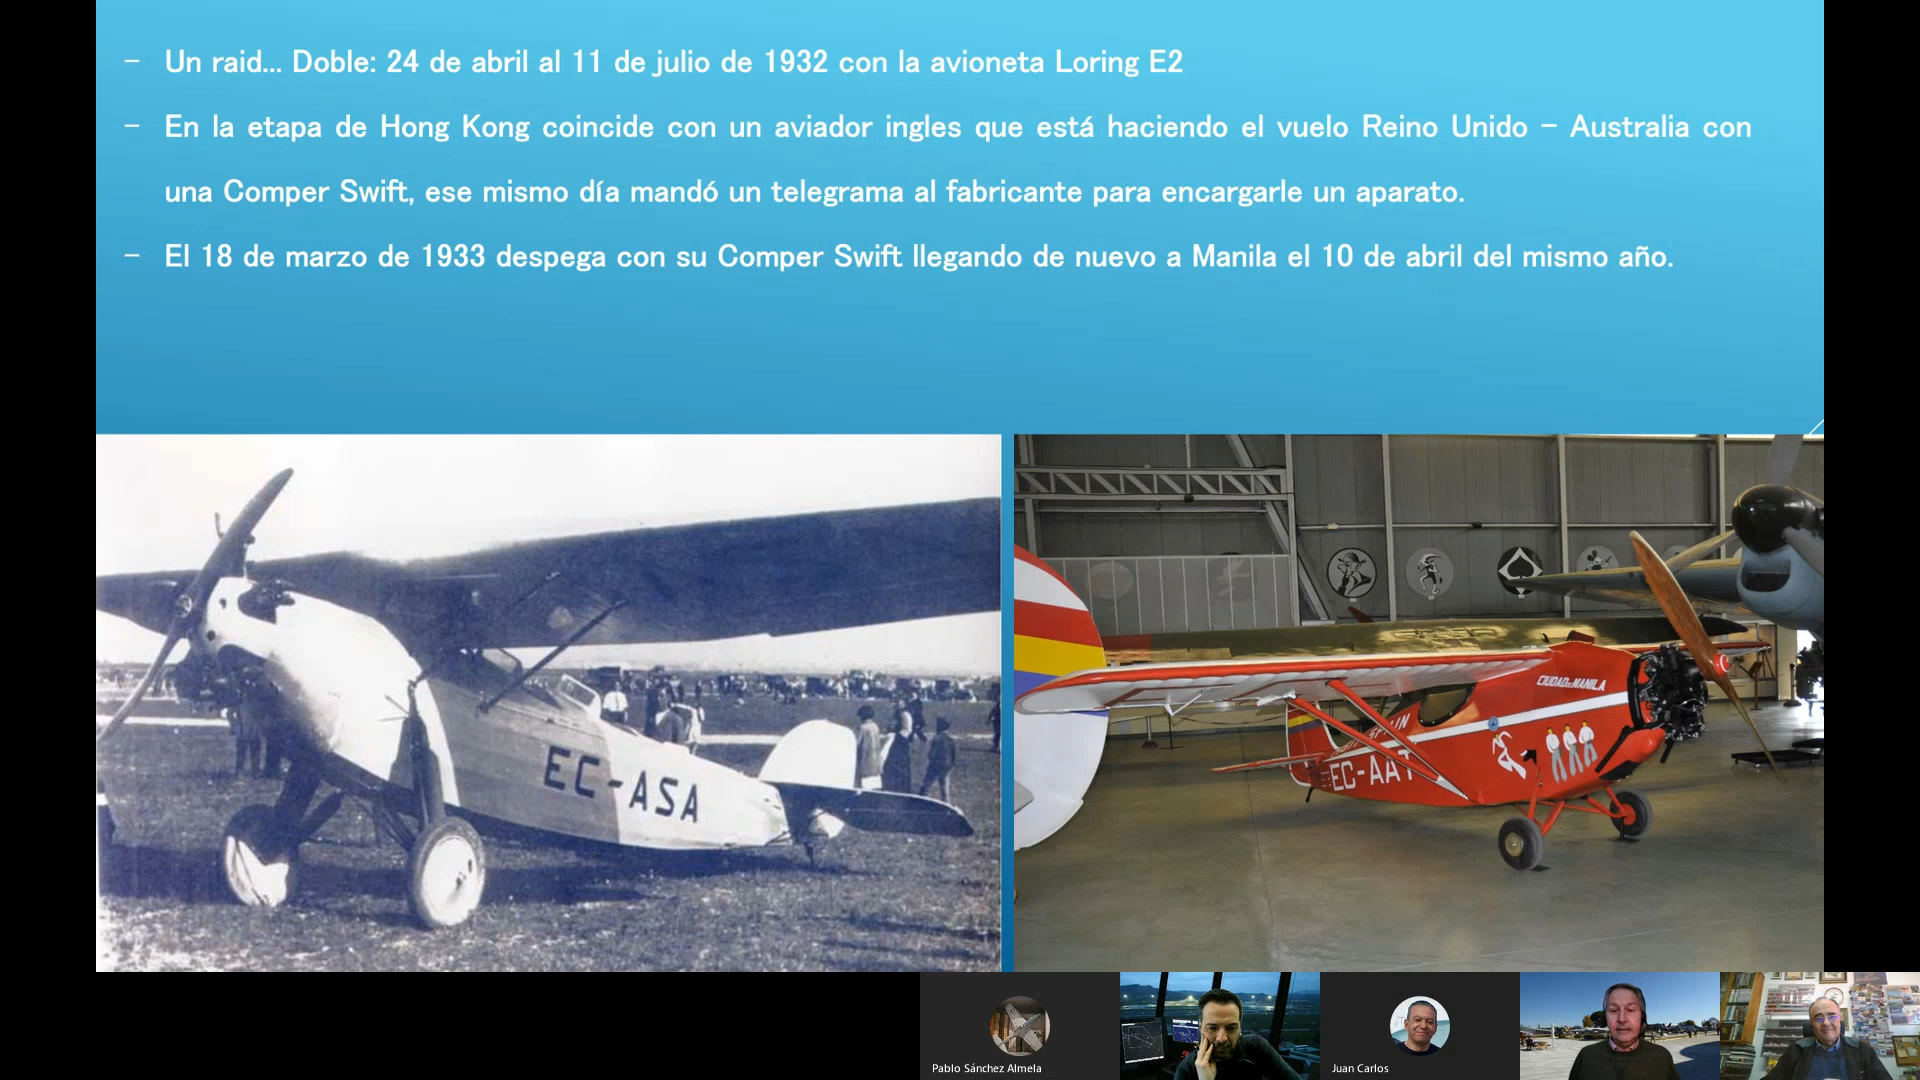 - Un raid... Doble: 24 de abril al 11 de julio de 1932 con la avioneta Loring E2
- En la etapa de Hong Kong coincide con un aviador ingles que está haciendo el vuelo Reino Unido - Australia con
una Comper Swift, ese mismo día mandó un telegrama al fabricante para encargarle un aparato.
- El 18 de marzo de 1933 despega con su Comper Swift llegando de nuevo a Manila el 10 de abril del mismo año.
CIUDAD DE MANILA
EC-ASA
EC-AAT
Pablo Sánchez Almela
Juan Carlos